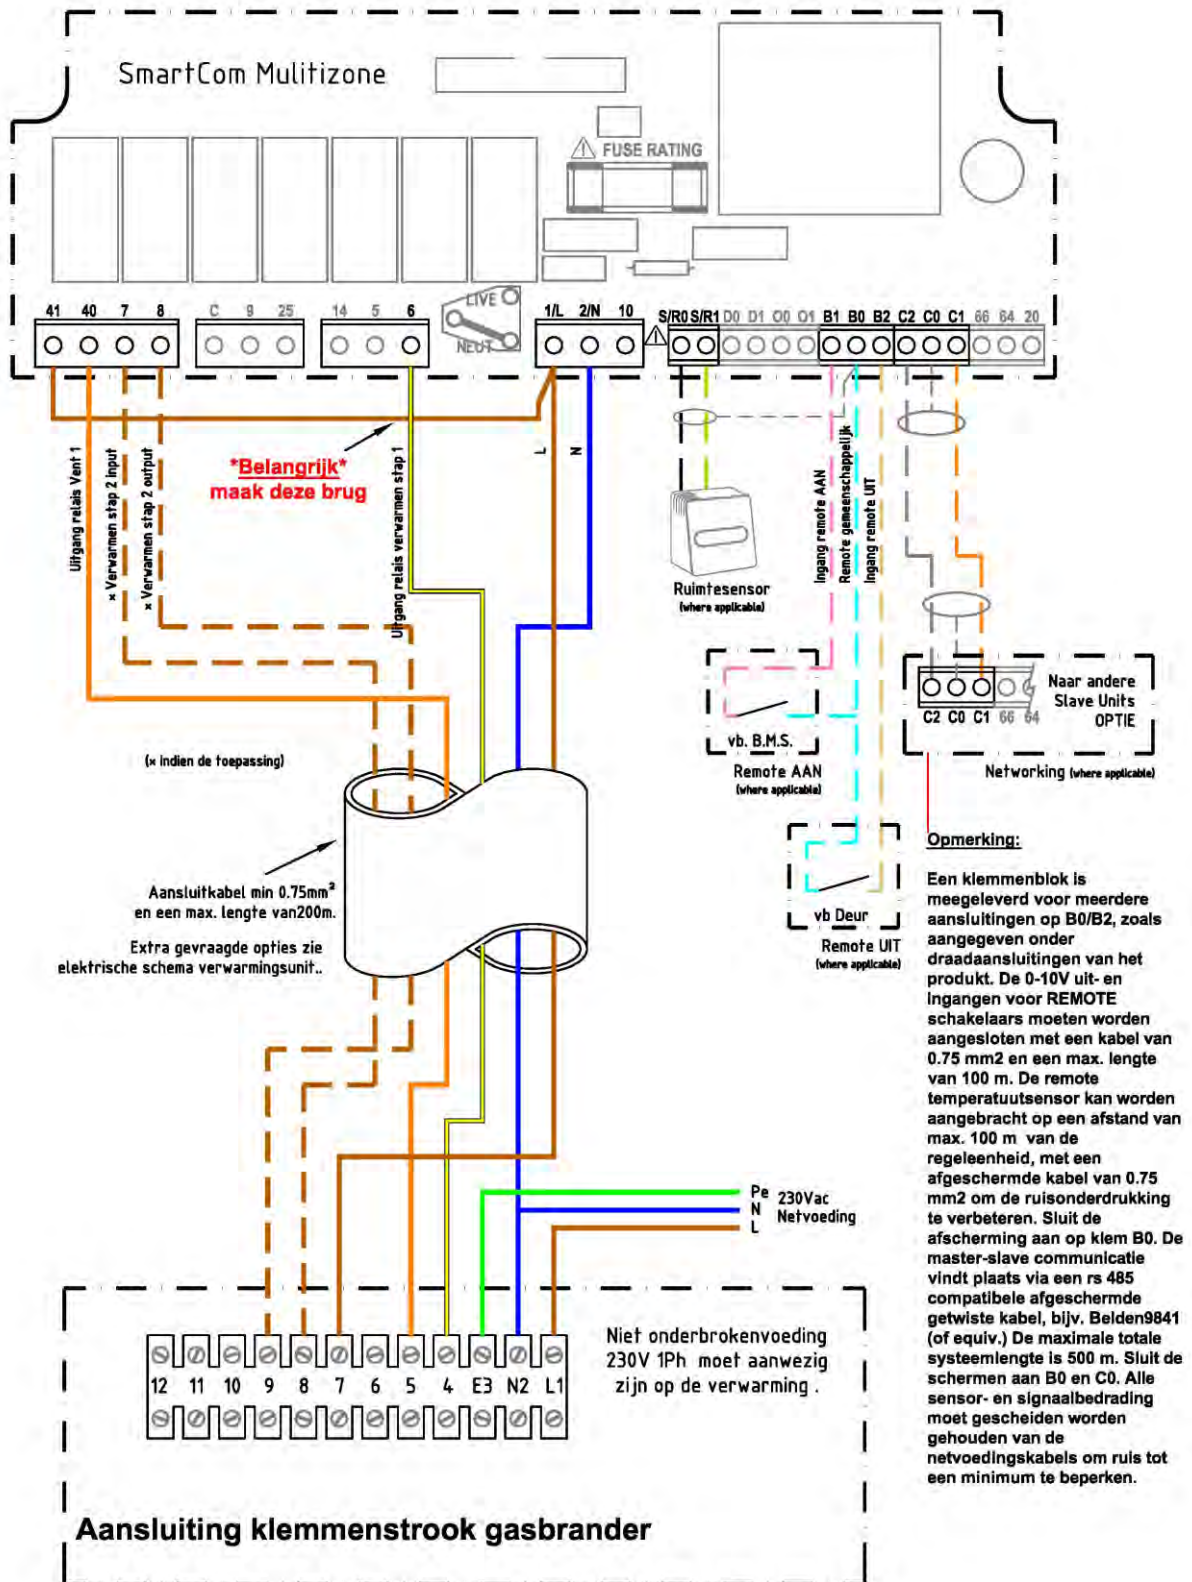 SmartCom Mulitizone
FUSE RATING
LIVE
NEUT
41 40 7 8 C 9 25 14 5 6 1/L 2/N 10 S/R0 S/R1 D0 D1 O0 O1 B1 B0 B2 C2 C0 C1 66 64 20
Uitgang relais Vent 1
× Verwarmen stap 2 input
× Verwarmen stap 2 output
*Belangrijk*
maak deze brug
Uitgang relais verwarmen stap 1
L
N
Ingang remote AAN
Remote gemeenschappelijk
Ingang remote UIT
Ruimtesensor
(where applicable)
vb. B.M.S.
Remote AAN
(where applicable)
C2 C0 C1 66 64
Naar andere
Slave Units
OPTIE
Networking (where applicable)
(× indien de toepassing)
vb Deur
Remote UIT
(where applicable)
Aansluitkabel min 0.75mm²
en een max. lengte van200m.
Extra gevraagde opties zie
elektrische schema verwarmingsunit..
Opmerking:
Een klemmenblok is
meegeleverd voor meerdere
aansluitingen op B0/B2, zoals
aangegeven onder
draadaansluitingen van het
produkt. De 0-10V uit- en
Ingangen voor REMOTE
schakelaars moeten worden
aangesloten met een kabel van
0.75 mm2 en een max. lengte
van 100 m. De remote
temperatuutsensor kan worden
aangebracht op een afstand van
max. 100 m van de
regeleenheid, met een
afgeschermde kabel van 0.75
mm2 om de ruisonderdrukking
te verbeteren. Sluit de
afscherming aan op klem B0. De
master-slave communicatie
vindt plaats via een rs 485
compatibele afgeschermde
getwiste kabel, bijv. Belden9841
(of equiv.) De maximale totale
systeemlengte is 500 m. Sluit de
schermen aan B0 en C0. Alle
sensor- en signaalbedrading
moet gescheiden worden
gehouden van de
netvoedingskabels om ruis tot
een minimum te beperken.
Pe
N
L
230Vac
Netvoeding
Niet onderbrokenvoeding
230V 1Ph moet aanwezig
zijn op de verwarming .
12 11 10 9 8 7 6 5 4 E3 N2 L1
Aansluiting klemmenstrook gasbrander